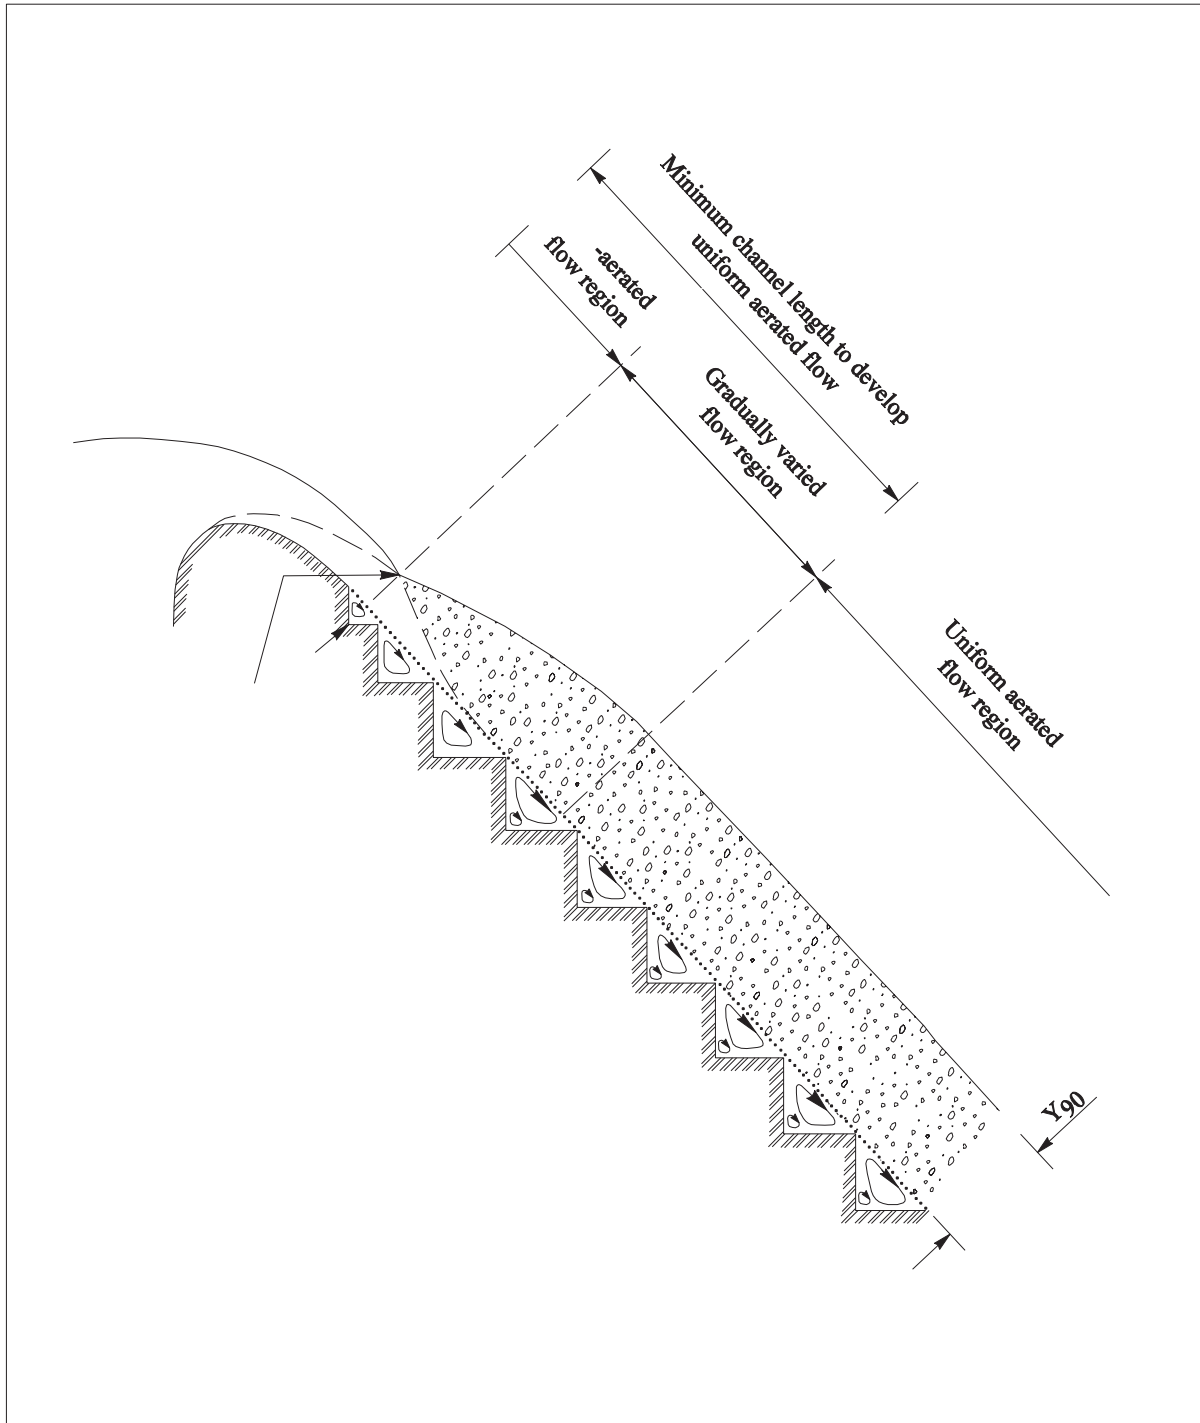 Minimum channel length to develop
uniform aerated flow
-aerated
flow region
Gradually varied
flow region
Uniform aerated
flow region
Y90